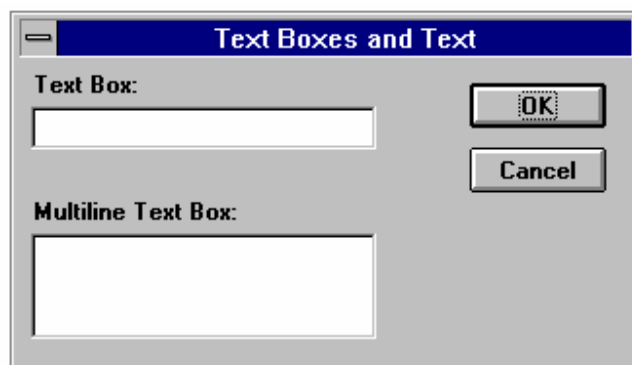 Text Boxes and Text
Text Box:
OK
Cancel
Multiline Text Box: